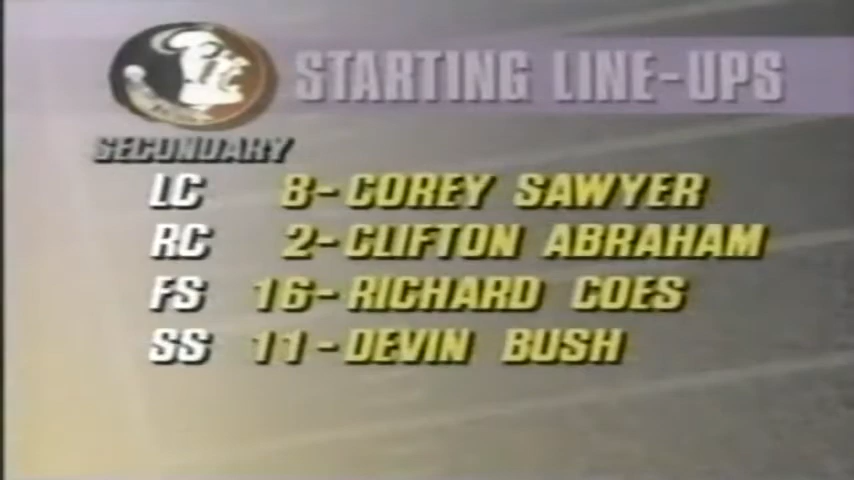 STARTING LINE-UPS
SECONDARY
LC 8-COREY SAWYER
RC 2-CLIFTON ABRAHAM
FS 16-RICHARD COES
SS 11-DEVIN BUSH